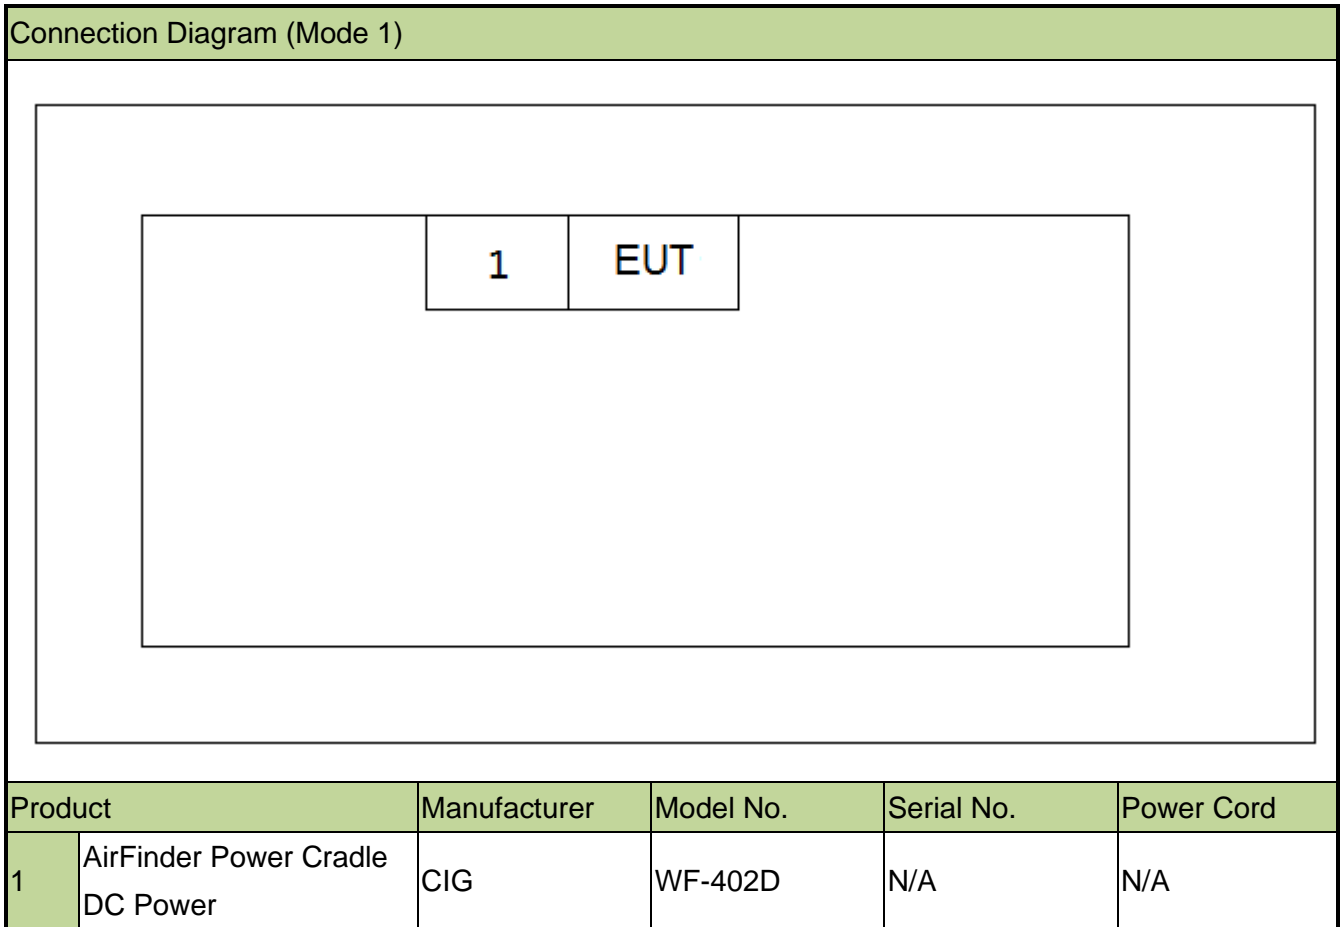 Connection Diagram (Mode 1)
1 EUT
Product Manufacturer Model No. Serial No. Power Cord
1 AirFinder Power Cradle DC Power CIG WF-402D N/A N/A